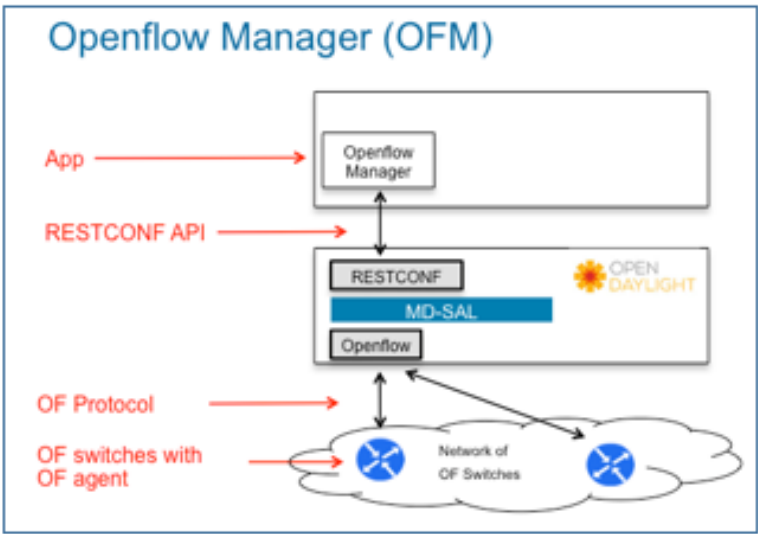 Openflow Manager (OFM)
App
Openflow
Manager
RESTCONF API
RESTCONF
OPEN
DAYLIGHT
MD-SAL
Openflow
OF Protocol
OF switches with
OF agent
Network of
OF Switches